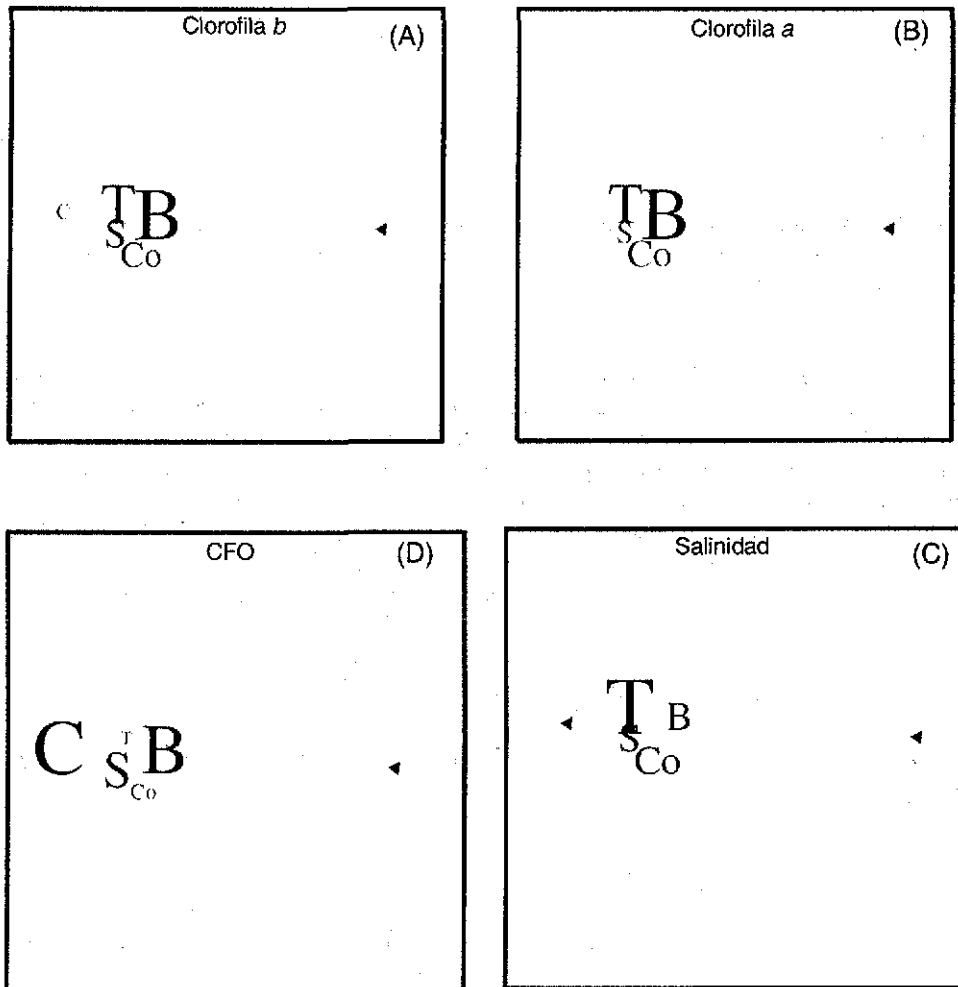 Clorofila b (A)
C T B
S
Co
Clorofila a (B)
T B
S
Co
CFO (D)
C T B
S
Co
Salinidad (C)
T B
S
Co